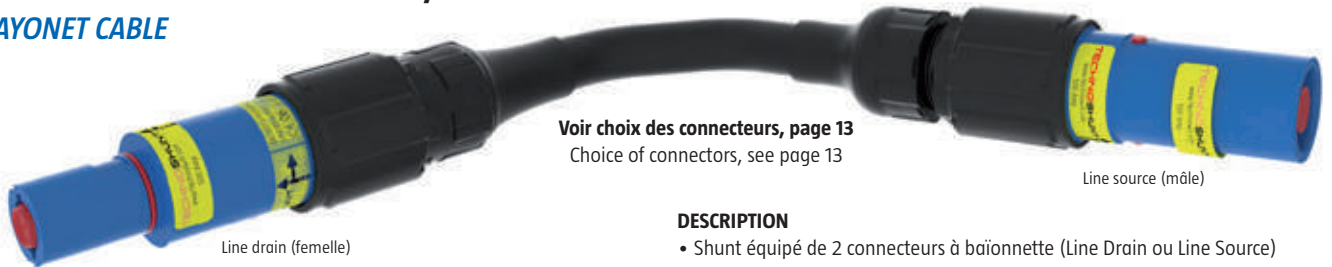 AYONET CABLE
Voir choix des connecteurs, page 13
Choice of connectors, see page 13
Line source (mâle)
Line drain (femelle)
DESCRIPTION
• Shunt équipé de 2 connecteurs à baïonnette (Line Drain ou Line Source)
TECHNOSHUNT